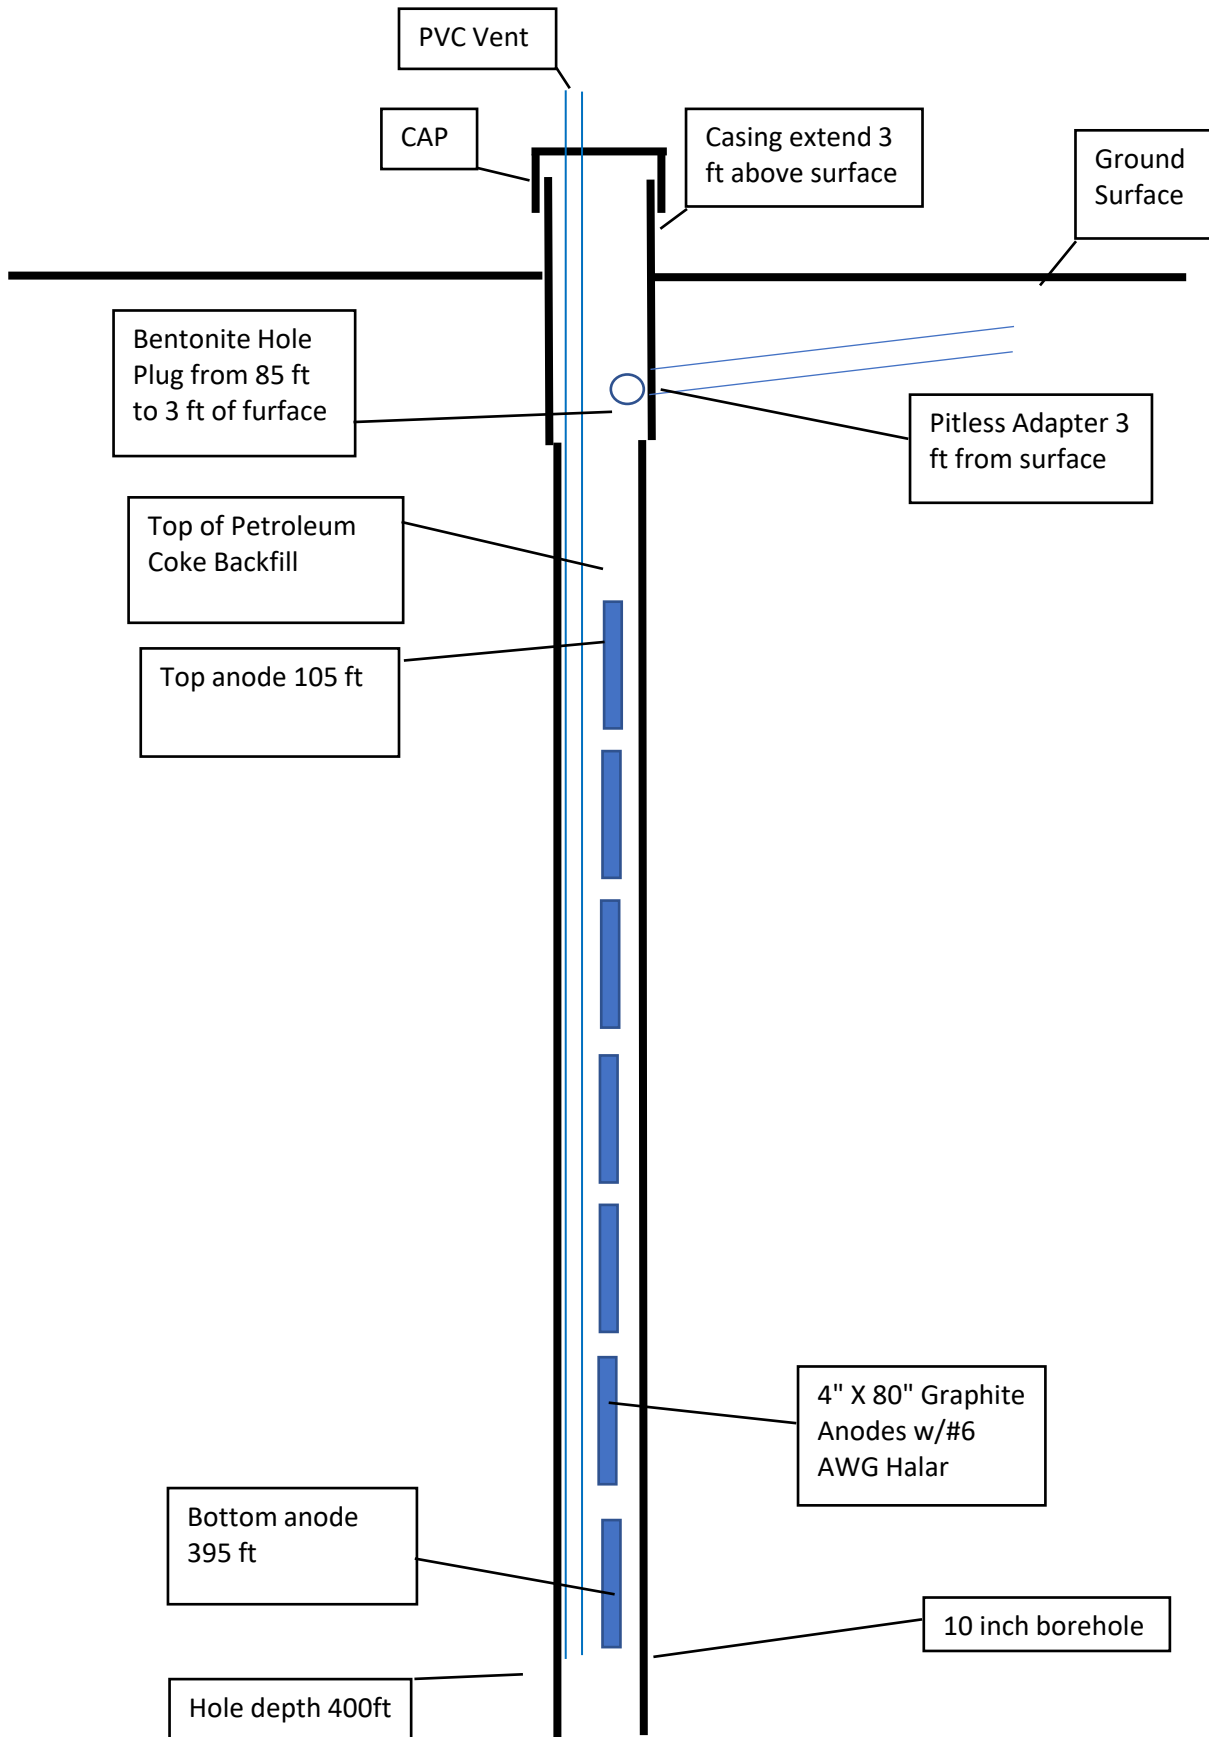 PVC Vent
CAP
Casing extend 3
ft above surface
Ground
Surface
Bentonite Hole
Plug from 85 ft
to 3 ft of furface
Pitless Adapter 3
ft from surface
Top of Petroleum
Coke Backfill
Top anode 105 ft
4" X 80" Graphite
Anodes w/#6
AWG Halar
Bottom anode
395 ft
10 inch borehole
Hole depth 400ft